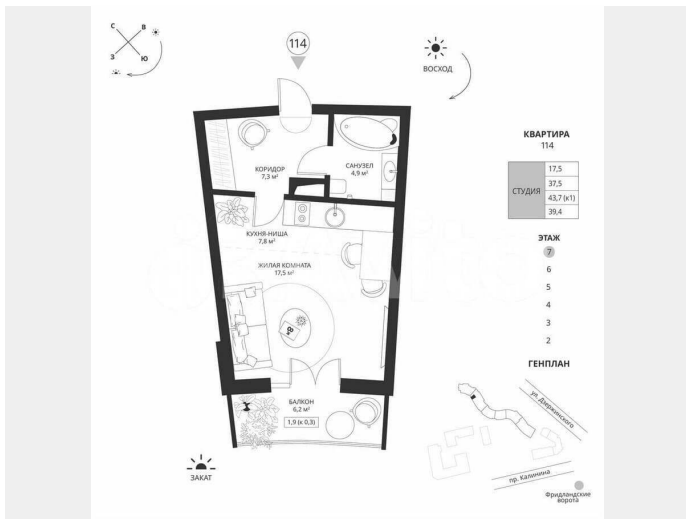 С
В
З
Ю
114
ВОСХОД
КОРИДОР
7,3 м²
САНУЗЕЛ
4,9 м²
КУХНЯ-НИША
7,8 м²
ЖИЛАЯ КОМНАТА
17,5 м²
БАЛКОН
6,2 м²
1,9 (к 0,3)
ЗАКАТ
КВАРТИРА
114
СТУДИЯ
17,5
37,5
43,7 (к1)
39,4
ЭТАЖ
7
6
5
4
3
2
ГЕНПЛАН
ул. Дзержинского
пр. Калинина
Фридландские
ворота